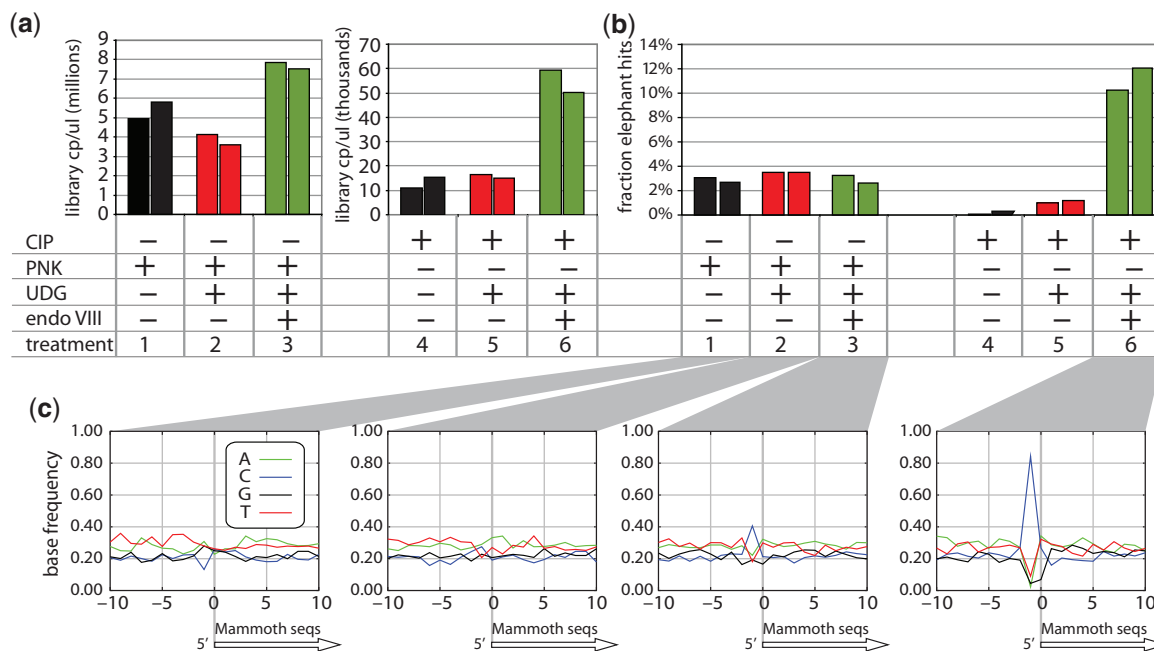 (a)
(b)
library cp/ul (millions)
9
8
7
6
5
4
3
2
1
0
library cp/ul (thousands)
70
60
50
40
30
20
10
0
fraction elephant hits
14%
12%
10%
8%
6%
4%
2%
0%
CIP − − − + + + − − − + + +
PNK + + + − − − + + + − − −
UDG − + + − + + − + + − + +
endo VIII − − + − − + − − + − − +
treatment 1 2 3 4 5 6 1 2 3 4 5 6
(c)
base frequency
1.00
0.80
0.60
0.40
0.20
0.00
A
C
G
T
−10 −5 0 5 10
5′ Mammoth seqs
1.00
0.80
0.60
0.40
0.20
0.00
−10 −5 0 5 10
5′ Mammoth seqs
1.00
0.80
0.60
0.40
0.20
0.00
−10 −5 0 5 10
5′ Mammoth seqs
1.00
0.80
0.60
0.40
0.20
0.00
−10 −5 0 5 10
5′ Mammoth seqs